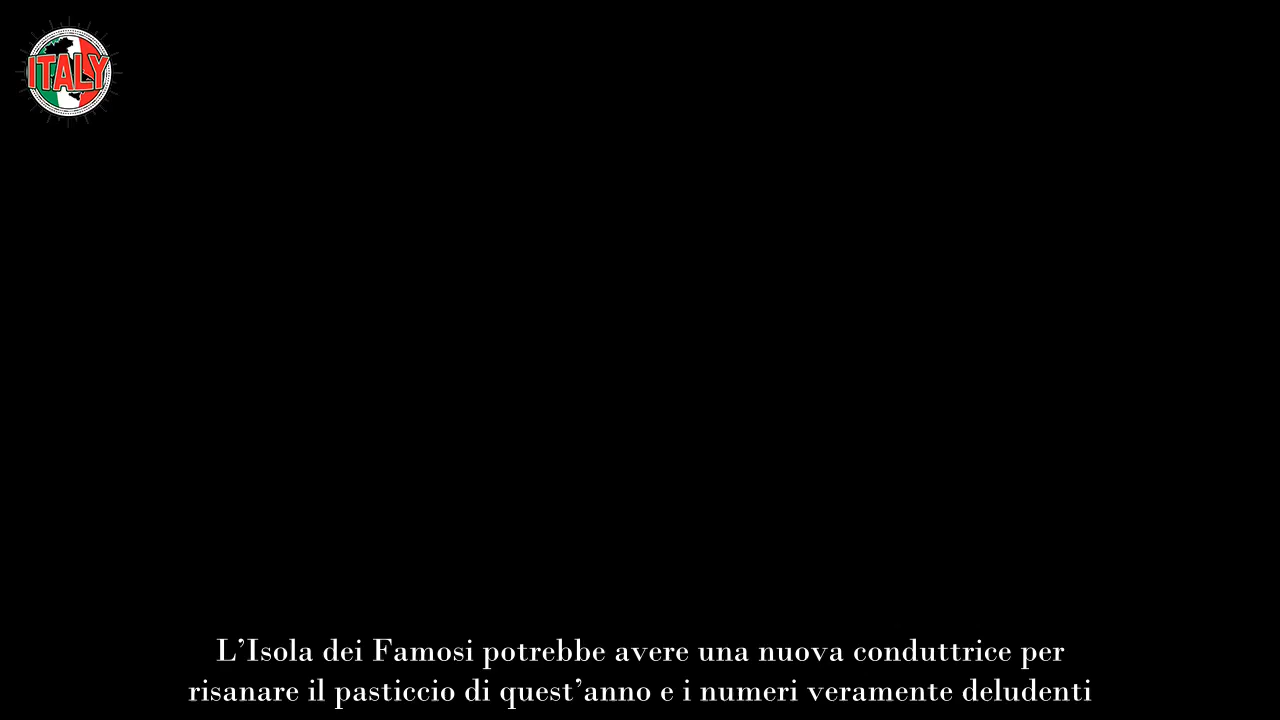 ITALY
L’Isola dei Famosi potrebbe avere una nuova conduttrice per
risanare il pasticcio di quest’anno e i numeri veramente deludenti